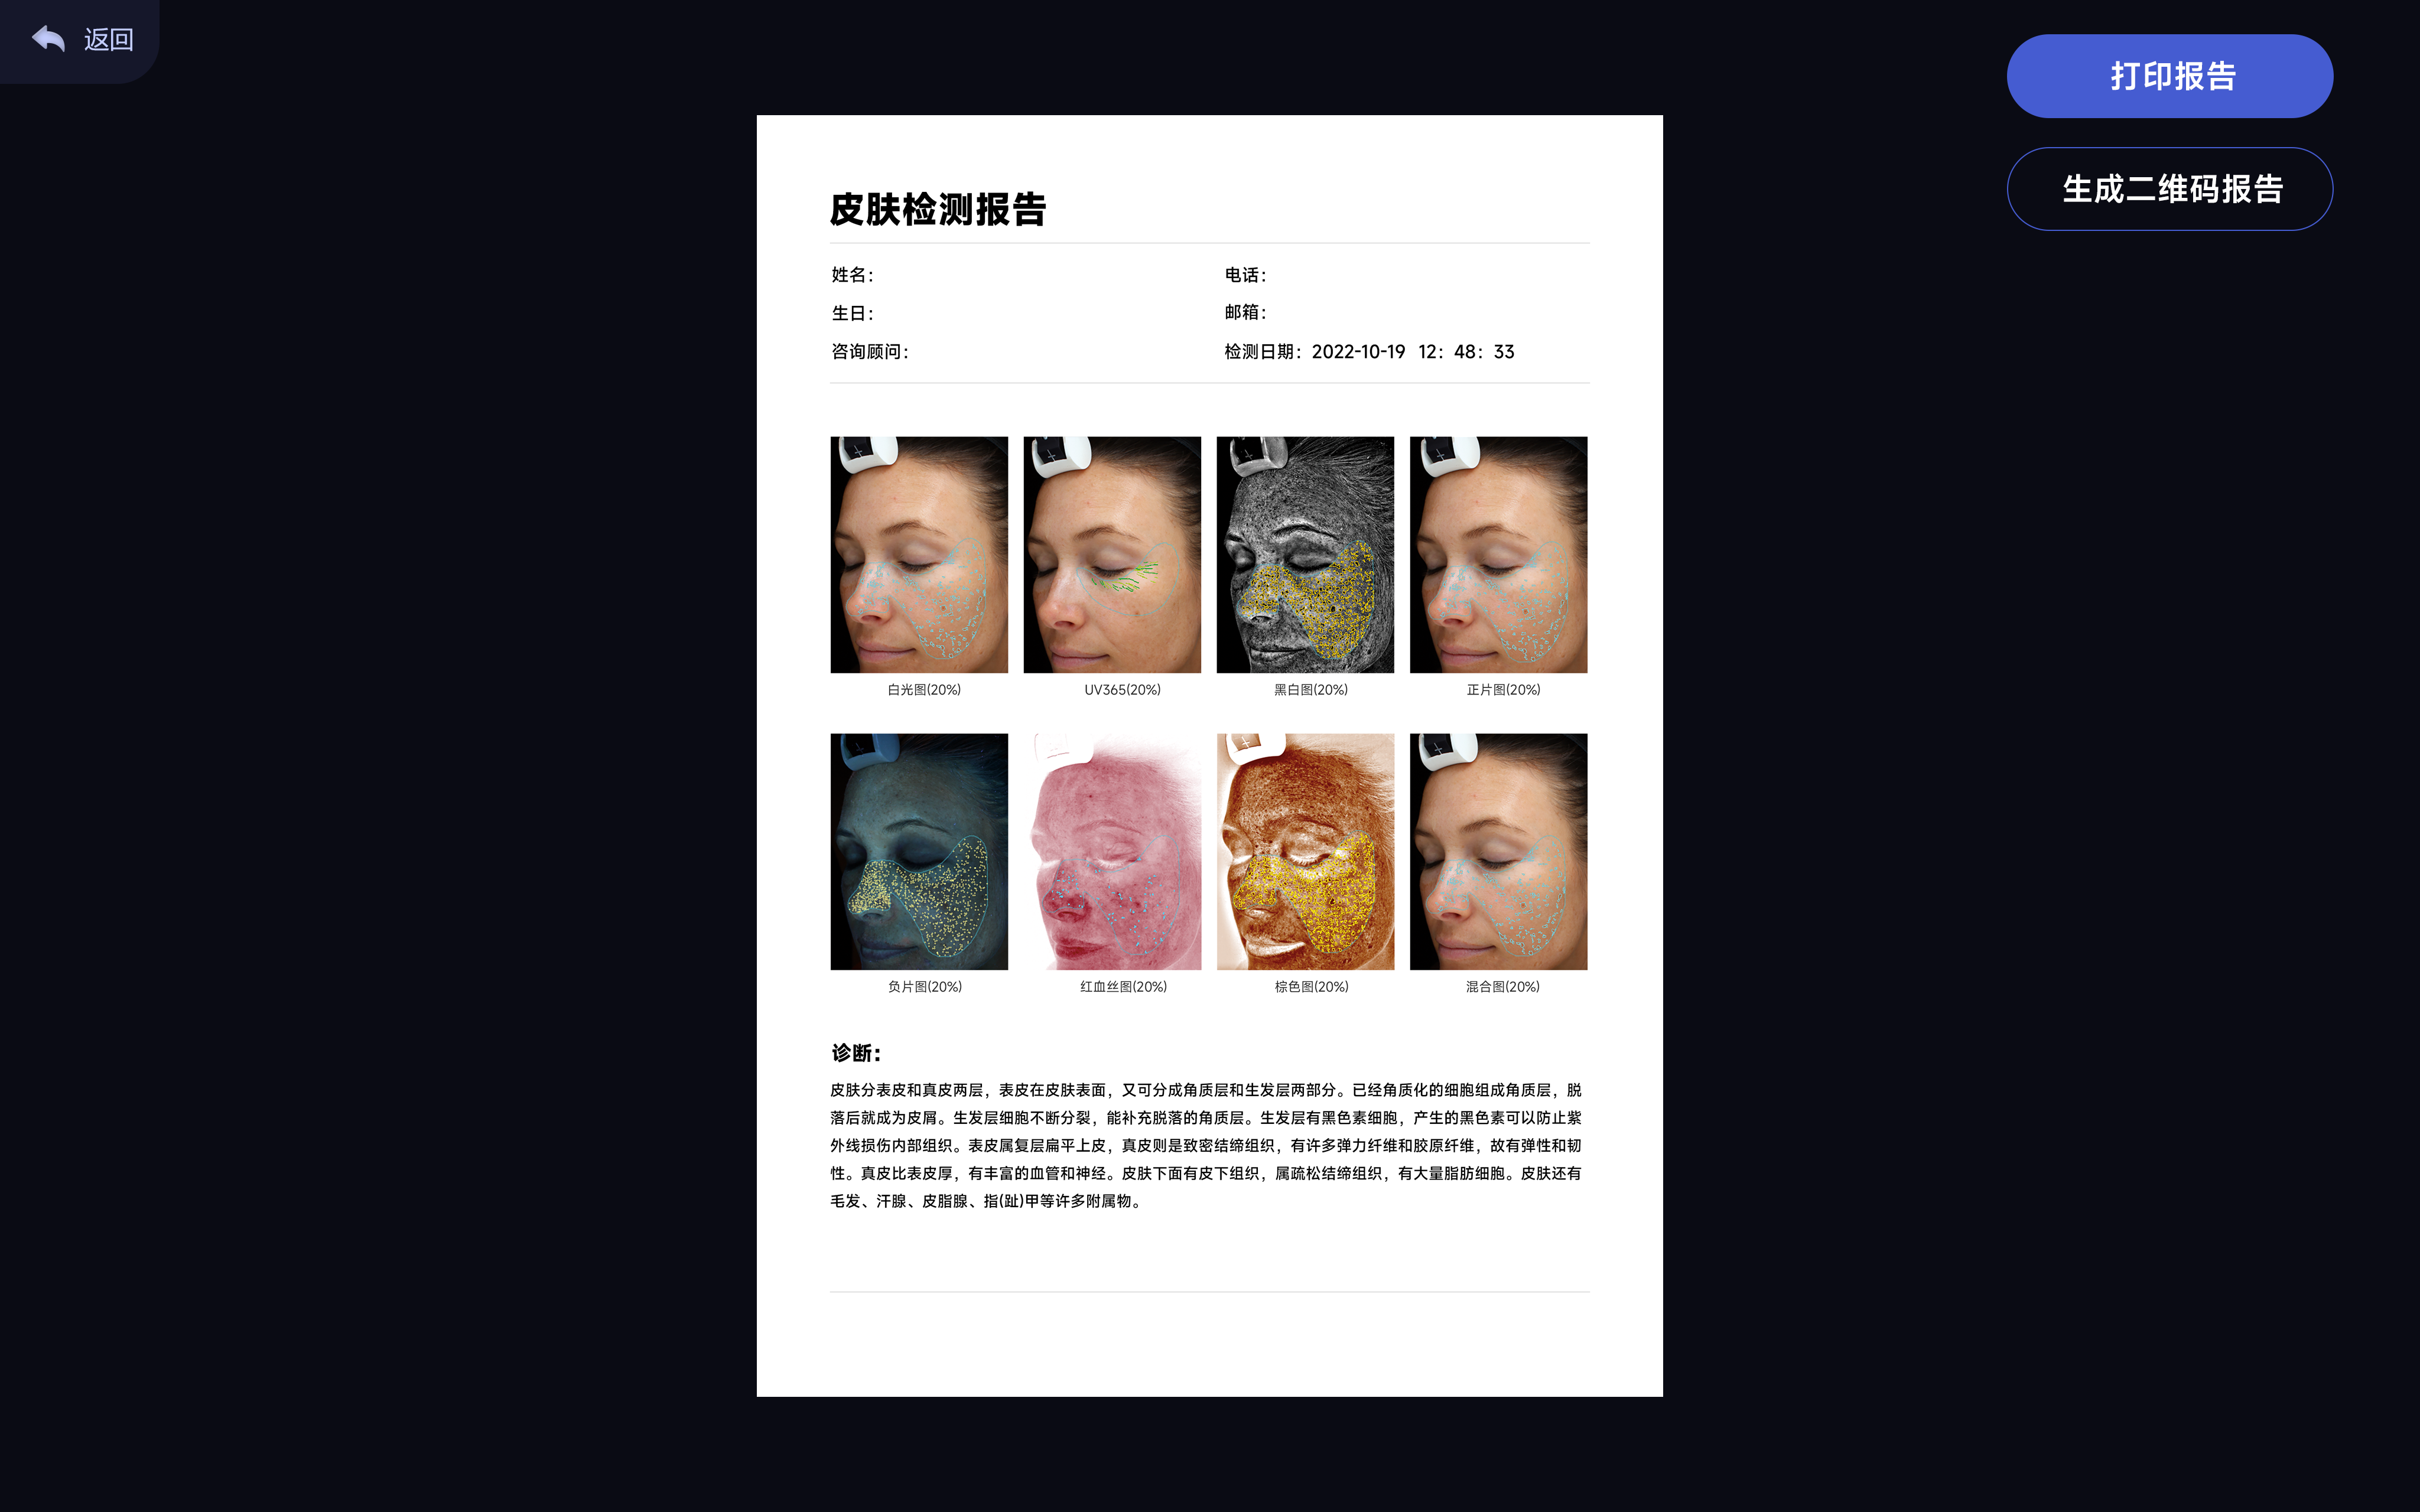 返回
打印报告
生成二维码报告
皮肤检测报告
姓名：
电话：
生日：
邮箱：
咨询顾问：
检测日期：2022-10-19 12：48：33
白光图(20%)
UV365(20%)
黑白图(20%)
正片图(20%)
负片图(20%)
红血丝图(20%)
棕色图(20%)
混合图(20%)
诊断：
皮肤分表皮和真皮两层，表皮在皮肤表面，又可分成角质层和生发层两部分。已经角质化的细胞组成角质层，脱
落后就成为皮屑。生发层细胞不断分裂，能补充脱落的角质层。生发层有黑色素细胞，产生的黑色素可以防止紫
外线损伤内部组织。表皮属复层扁平上皮，真皮则是致密结缔组织，有许多弹力纤维和胶原纤维，故有弹性和韧
性。真皮比表皮厚，有丰富的血管和神经。皮肤下面有皮下组织，属疏松结缔组织，有大量脂肪细胞。皮肤还有
毛发、汗腺、皮脂腺、指(趾)甲等许多附属物。